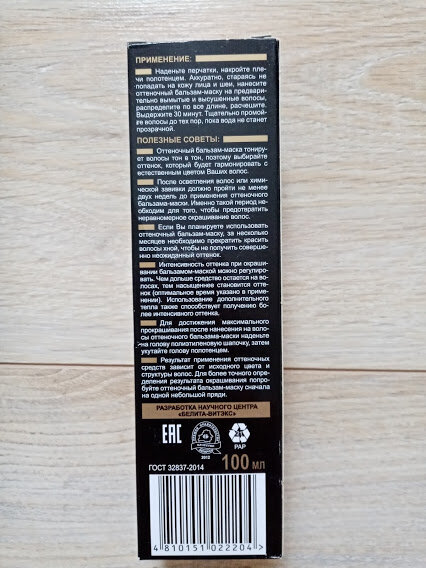 ПРИМЕНЕНИЕ:
Наденьте перчатки, накройте пле-
чи полотенцем. Аккуратно, стараясь не
попадать на кожу лица и шеи, нанесите
оттеночный бальзам-маску на предвари-
тельно вымытые и высушенные волосы,
распределите по все длине, расчешите.
Выдержите 30 минут. Тщательно промой-
те волосы до тех пор, пока вода не станет
прозрачной.
ПОЛЕЗНЫЕ СОВЕТЫ:
Оттеночный бальзам-маска тониру-
ет волосы тон в тон, поэтому выбирайте
оттенок, который будет гармонировать с
естественным цветом Ваших волос.
После осветления волос или химичес-
кой завивки должно пройти не менее
двух недель до применения оттеночного
бальзама-маски. Именно такой период не-
обходим для того, чтобы предотвратить
неравномерное окрашивание волос.
Если Вы планируете использовать
оттеночный бальзам-маску, за несколько
месяцев необходимо прекратить красить
волосы хной, чтобы не получить соверше-
нно неожиданный оттенок.
Интенсивность оттенка при окраши-
вании бальзамом-маской можно регулиро-
вать. Чем дольше средство остается на во-
лосах, тем насыщеннее становится отте-
нок (оптимальное время указано в приме-
нении). Использование дополнительного
тепла также способствует получению бо-
лее интенсивного оттенка.
Для достижения максимального
прокрашивания после нанесения на воло-
сы оттеночного бальзама-маски наденьте
на голову полиэтиленовую шапочку, затем
укутайте голову полотенцем.
Результат применения оттеночных
средств зависит от исходного цвета и
структуры волос. Для более точного опре-
деления результата окрашивания попро-
буйте оттеночный бальзам-маску сначала
на одной небольшой пряди.
РАЗРАБОТКА НАУЧНОГО ЦЕНТРА
«БЕЛИТА-ВИТЭКС»
ЕАС
2012
PAP
ГОСТ 32837-2014
100 МЛ
4 810151 022204 >